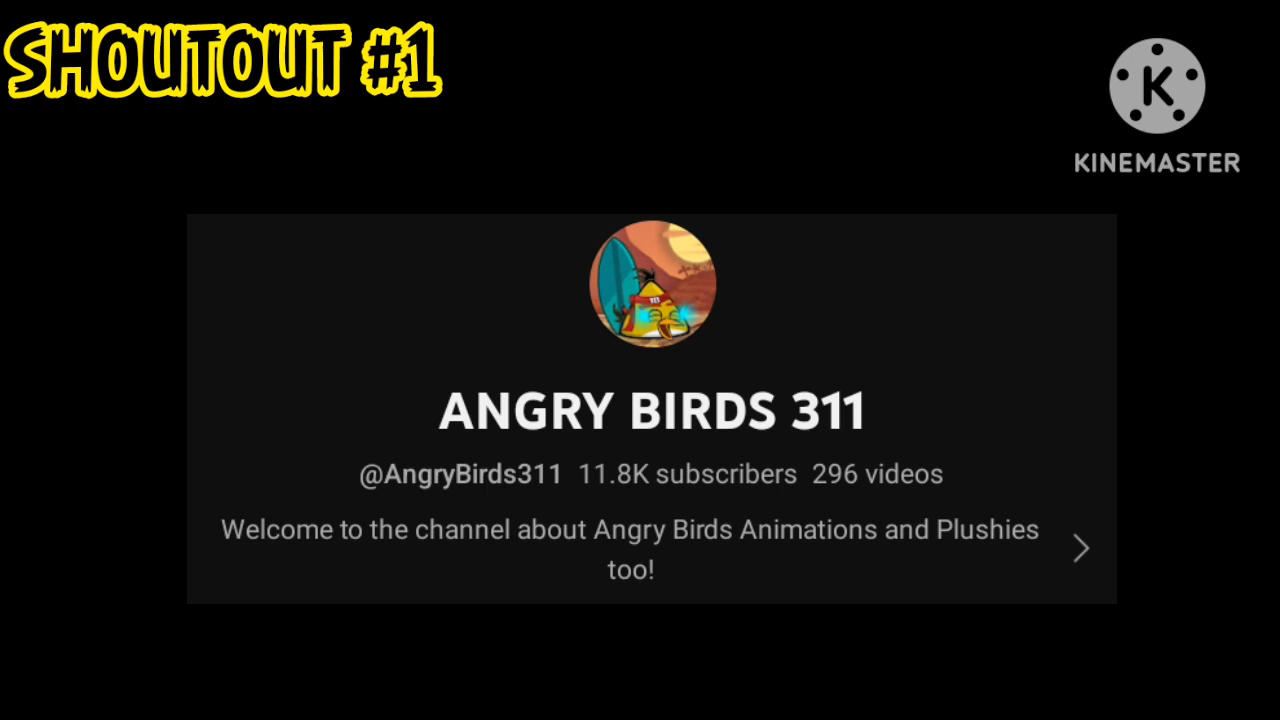 SHOUTOUT #1
K
KINEMASTER
ANGRY BIRDS 311
@AngryBirds311 11.8K subscribers 296 videos
Welcome to the channel about Angry Birds Animations and Plushies
too!